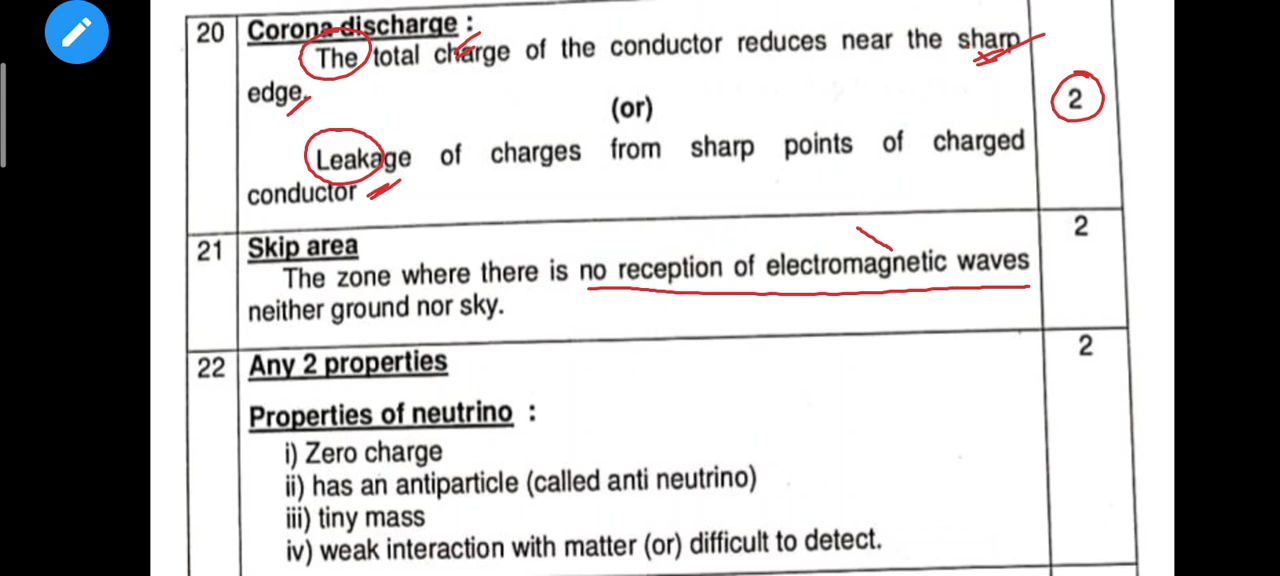 20 Corona discharge :
The total charge of the conductor reduces near the sharp
edge.
(or)
2
Leakage of charges from sharp points of charged
conductor
21 Skip area
2
The zone where there is no reception of electromagnetic waves
neither ground nor sky.
22 Any 2 properties
2
Properties of neutrino :
i) Zero charge
ii) has an antiparticle (called anti neutrino)
iii) tiny mass
iv) weak interaction with matter (or) difficult to detect.